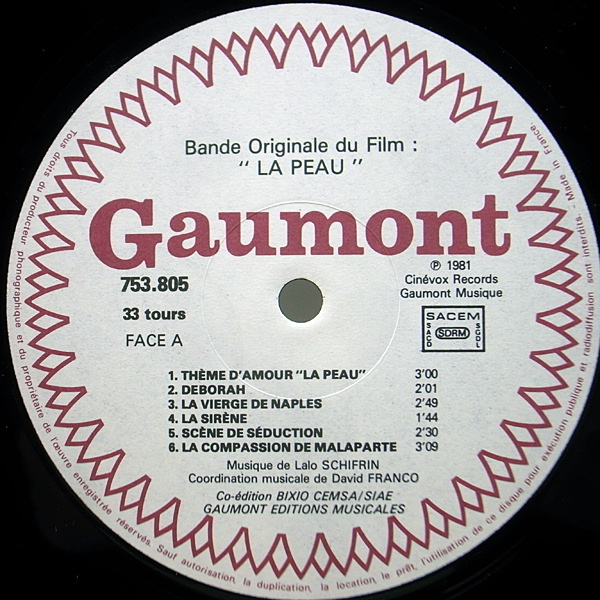 Bande Originale du Film :
“ LA PEAU ”
Gaumont
753.805
33 tours
FACE A
℗ 1981
Cinévox Records
Gaumont Musique
SACEM
SACD
SDRM
SGDL
1. THÈME D'AMOUR “LA PEAU” 3'00
2. DEBORAH 2'01
3. LA VIERGE DE NAPLES 2'49
4. LA SIRÈNE 1'44
5. SCÈNE DE SÉDUCTION 2'30
6. LA COMPASSION DE MALAPARTE 3'09
Musique de Lalo SCHIFRIN
Coordination musicale de David FRANCO
Co-édition BIXIO CEMSA/SIAE
GAUMONT EDITIONS MUSICALES
Tous droits du producteur phonographique et du propriétaire de l'œuvre enregistrée réservés. Sauf autorisation, la duplication, la location, le prêt, l'utilisation de ce disque pour exécution publique et radiodiffusion sont interdits. - Made in France.